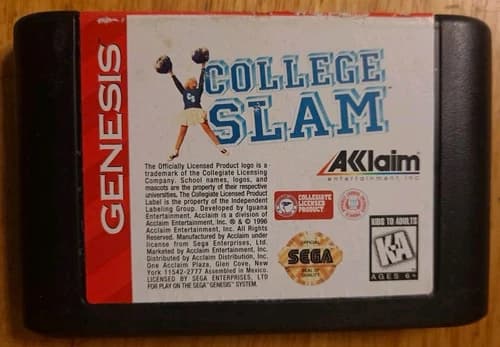 GENESIS
COLLEGE
SLAM
The Officially Licensed Product logo is a
trademark of the Collegiate Licensing
Company. School names, logos, and
mascots are the property of their respective
universities. The Collegiate Licensed Product
Label is the property of the Independent
Labeling Group. Developed by Iguana
Entertainment. Acclaim is a division of
Acclaim Entertainment, Inc. ® & © 1996
Acclaim Entertainment, Inc. All Rights
Reserved. Manufactured by Acclaim under
license from Sega Enterprises, Ltd.
Marketed by Acclaim Entertainment, Inc.
Distributed by Acclaim Distribution, Inc.
One Acclaim Plaza, Glen Cove, New
York 11542-2777 Assembled in Mexico.
LICENSED BY SEGA ENTERPRISES, LTD
FOR PLAY ON THE SEGA™ GENESIS™ SYSTEM.
AKKlaim
entertainment inc.
COLLEGIATE
LICENSED
PRODUCT
OFFICIAL
SEGA
SEAL OF
QUALITY
KIDS TO ADULTS
K-A
AGES 6+